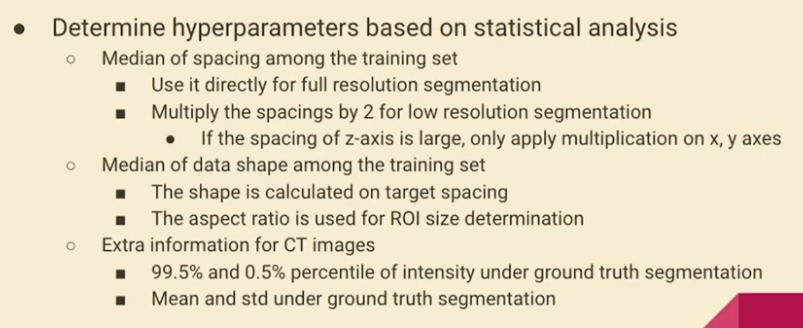 ● Determine hyperparameters based on statistical analysis
○ Median of spacing among the training set
■ Use it directly for full resolution segmentation
■ Multiply the spacings by 2 for low resolution segmentation
● If the spacing of z-axis is large, only apply multiplication on x, y axes
○ Median of data shape among the training set
■ The shape is calculated on target spacing
■ The aspect ratio is used for ROI size determination
○ Extra information for CT images
■ 99.5% and 0.5% percentile of intensity under ground truth segmentation
■ Mean and std under ground truth segmentation